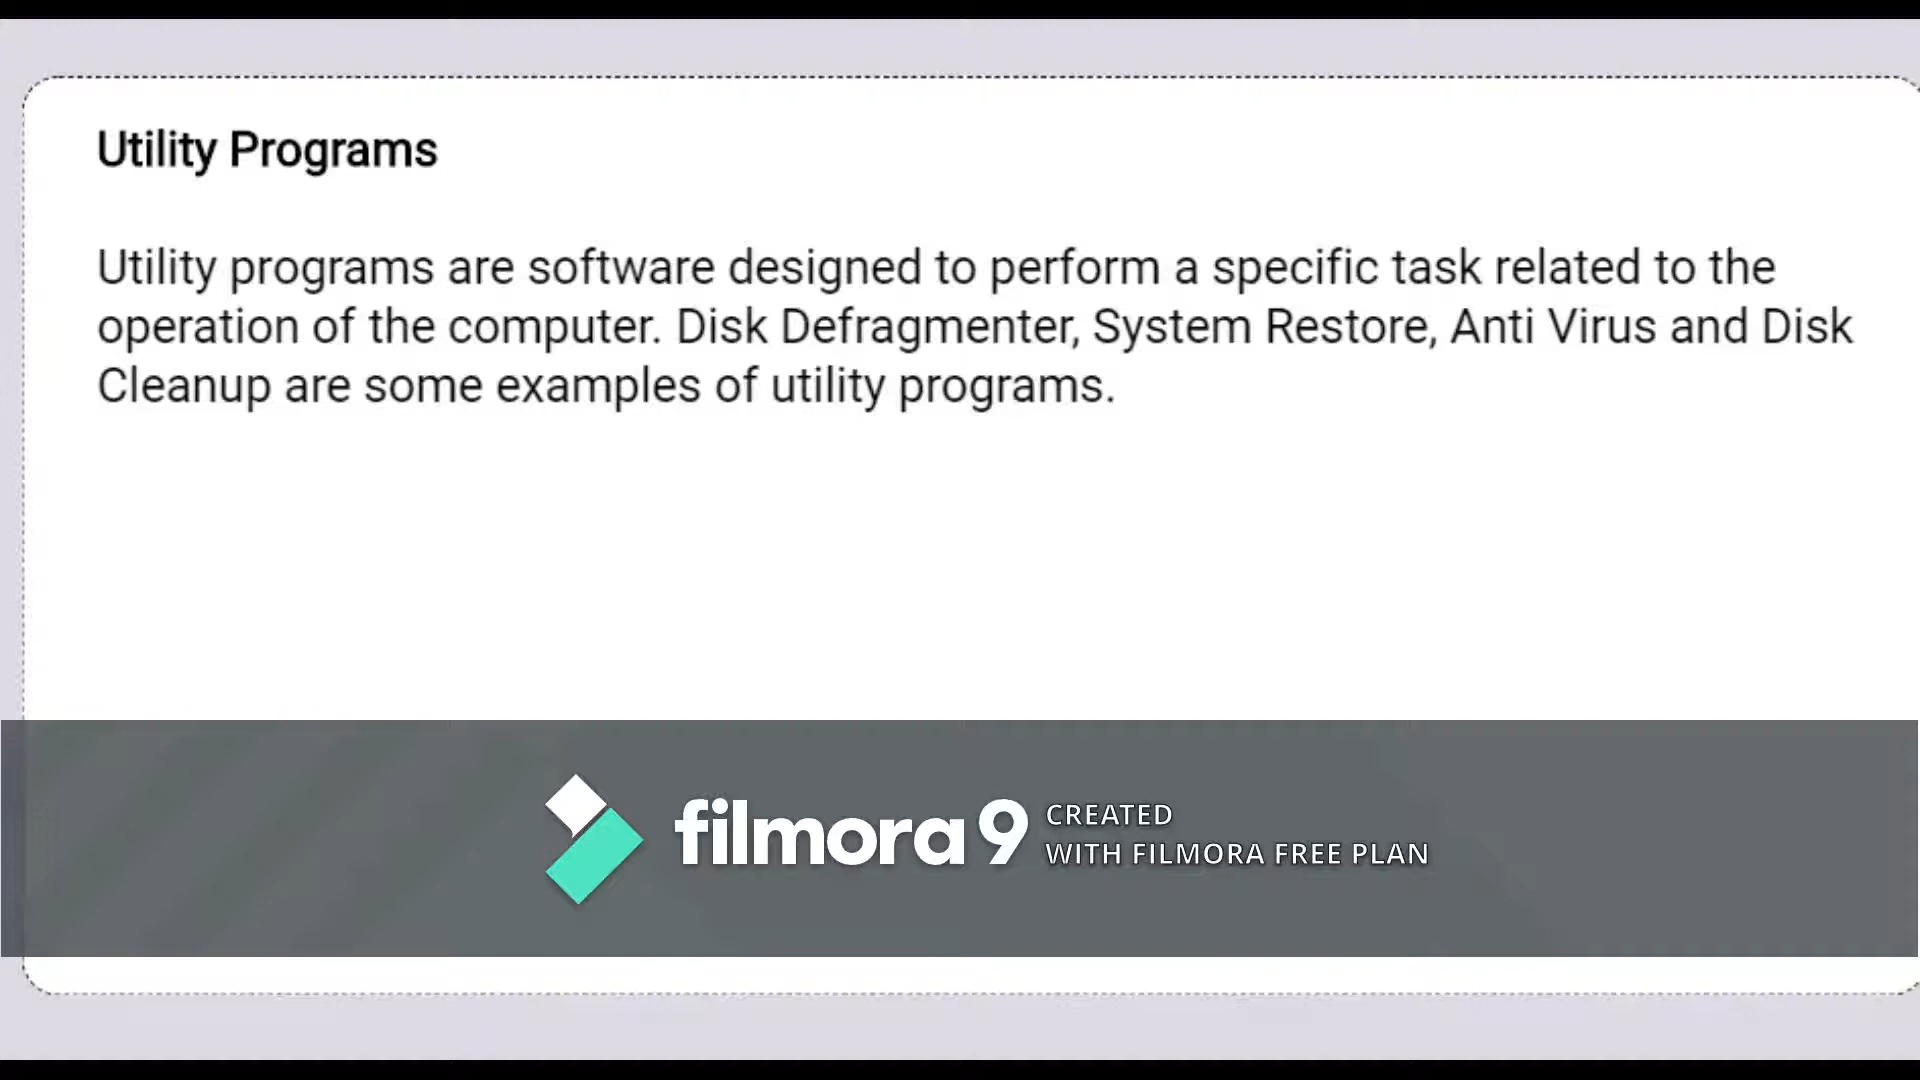 Utility Programs
Utility programs are software designed to perform a specific task related to the
operation of the computer. Disk Defragmenter, System Restore, Anti Virus and Disk
Cleanup are some examples of utility programs.
filmora 9
CREATED
WITH FILMORA FREE PLAN